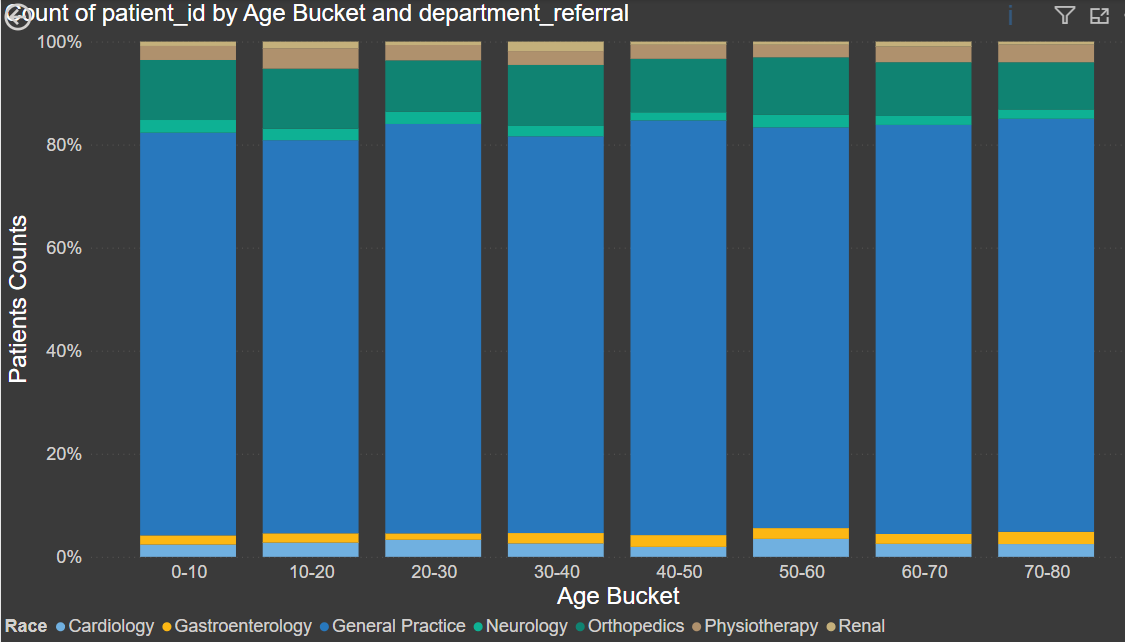 Count of patient_id by Age Bucket and department_referral
100%
80%
60%
40%
20%
0%
Patients Counts
0-10 10-20 20-30 30-40 40-50 50-60 60-70 70-80
Age Bucket
Race Cardiology Gastroenterology General Practice Neurology Orthopedics Physiotherapy Renal